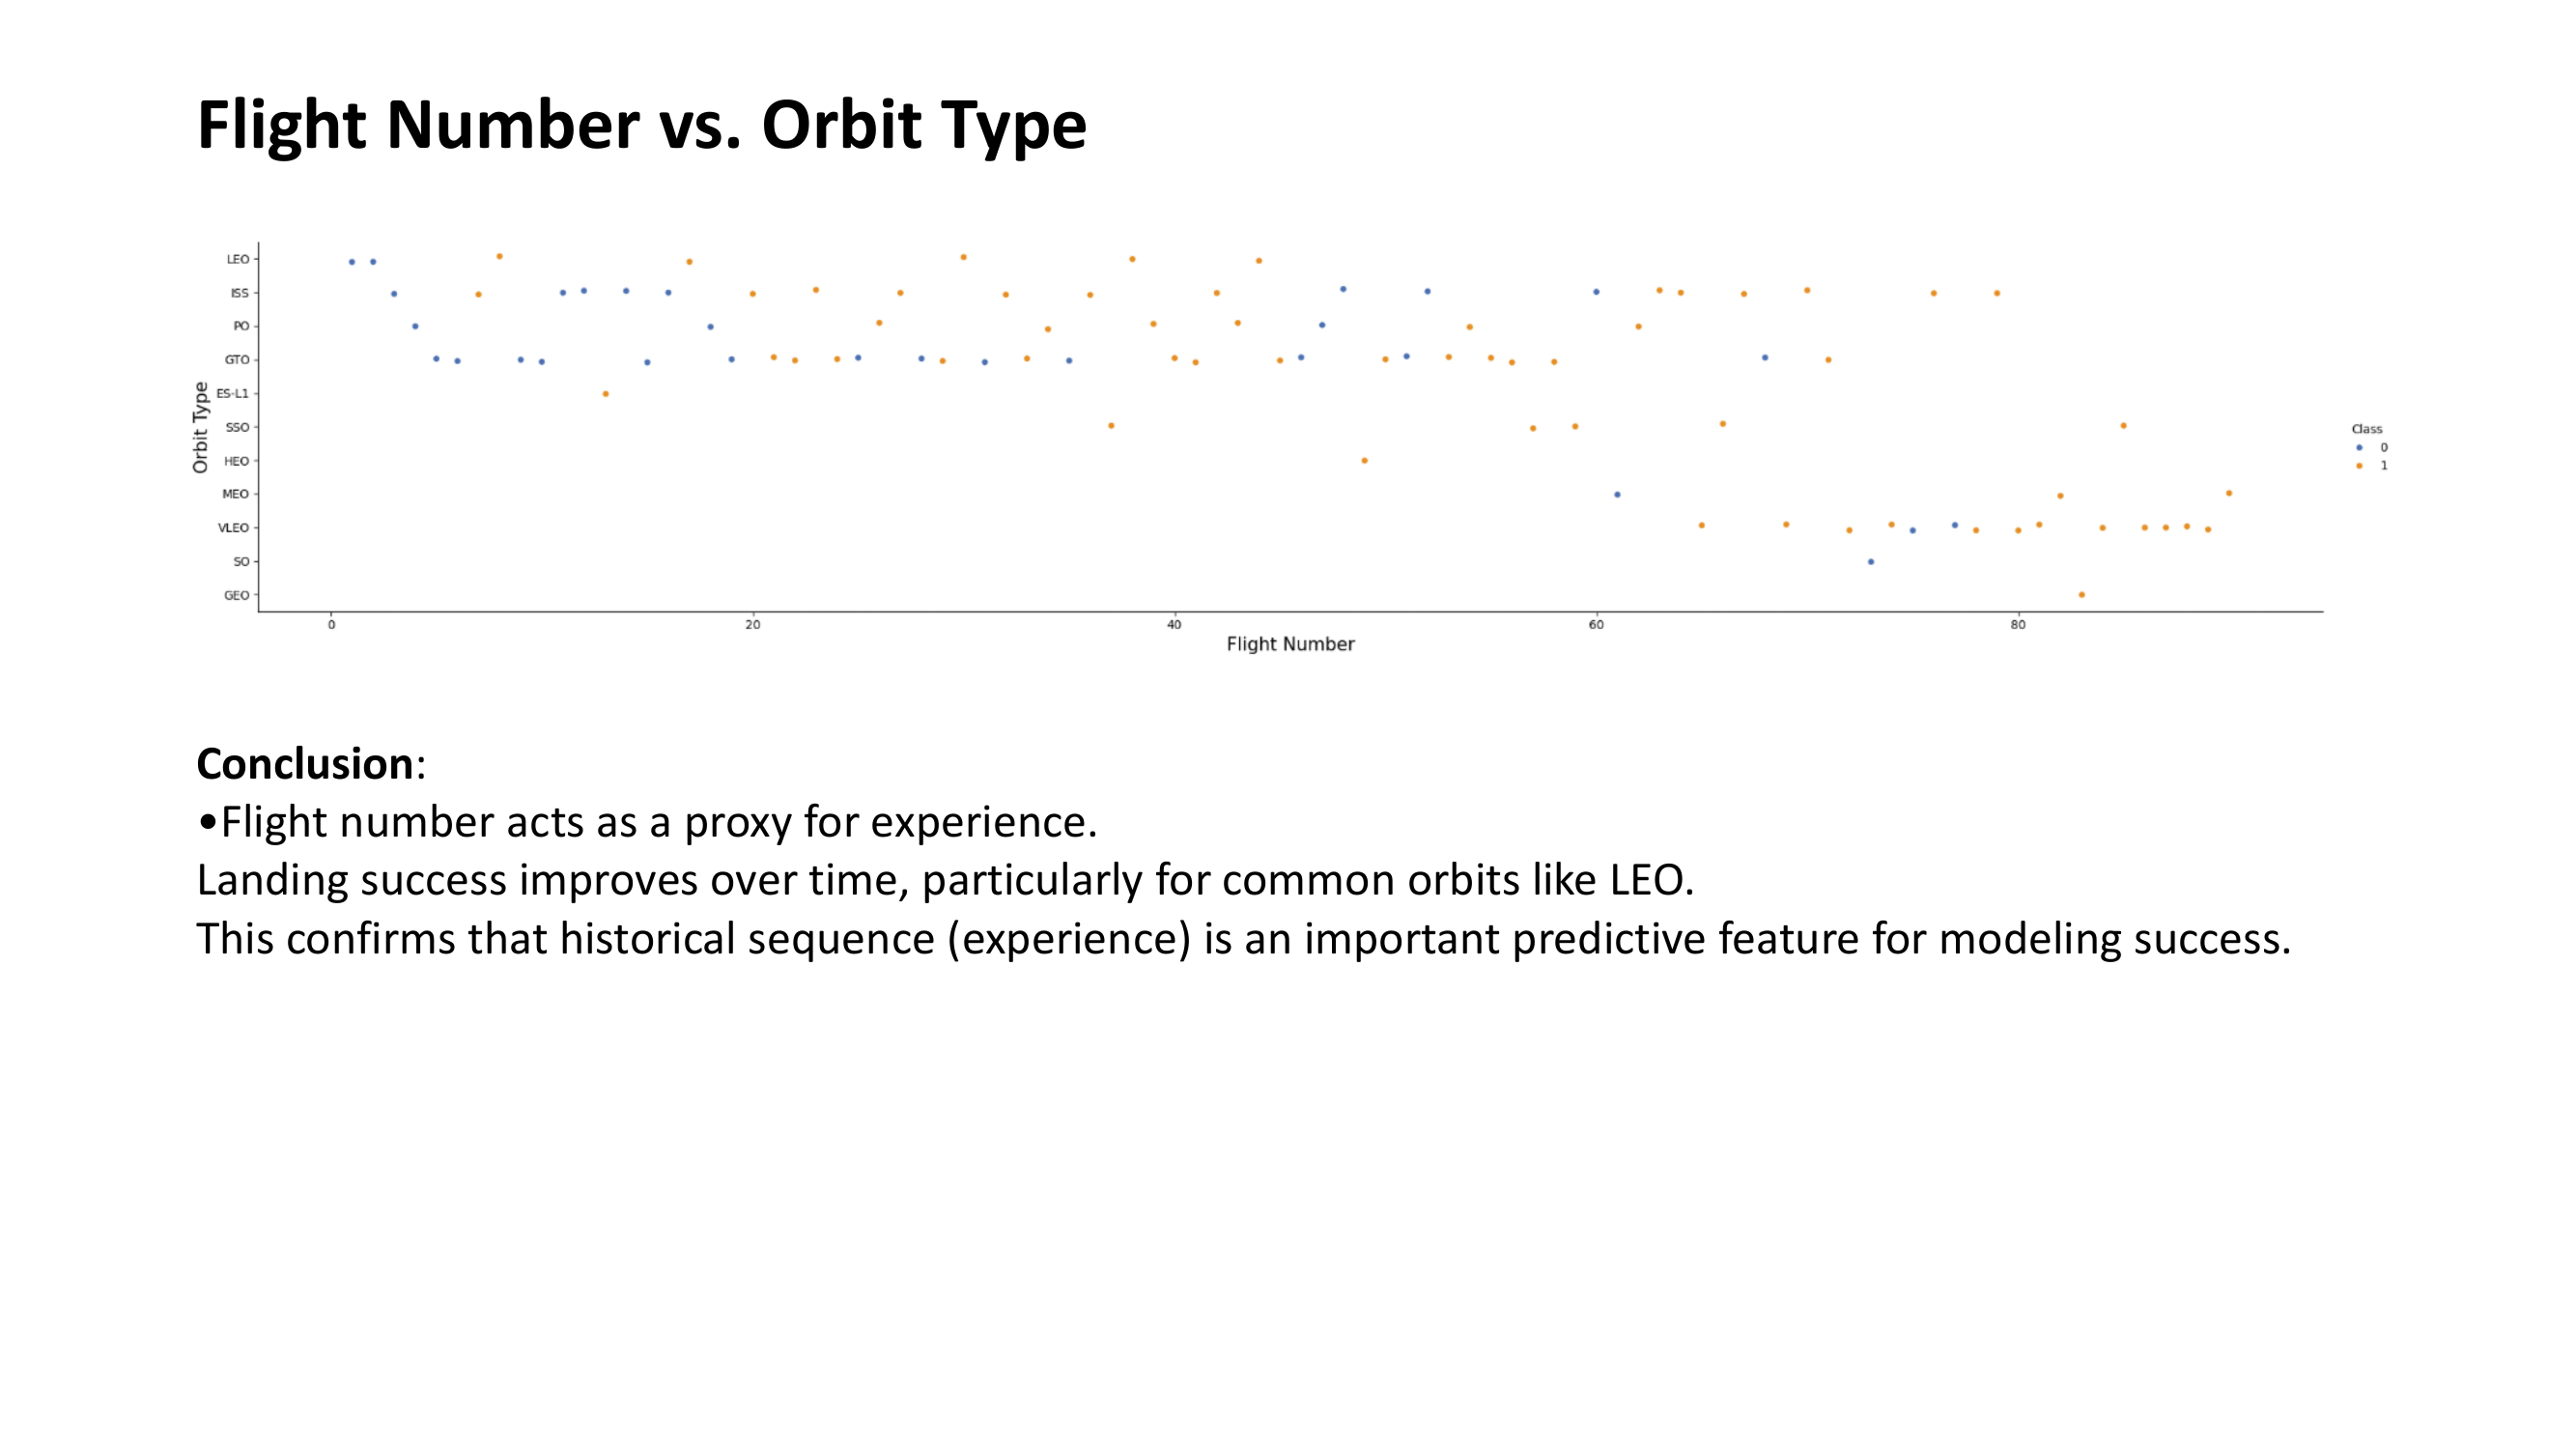 Flight Number vs. Orbit Type
LEO
ISS
PO
GTO
ES-L1
SSO
HEO
MEO
VLEO
SO
GEO
Orbit Type
0
20
40
60
80
Flight Number
Class
0
1
Conclusion:
•Flight number acts as a proxy for experience.
Landing success improves over time, particularly for common orbits like LEO.
This confirms that historical sequence (experience) is an important predictive feature for modeling success.